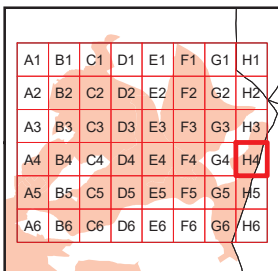 A1 B1 C1 D1 E1 F1 G1 H1
A2 B2 C2 D2 E2 F2 G2 H2
A3 B3 C3 D3 E3 F3 G3 H3
A4 B4 C4 D4 E4 F4 G4 H4
A5 B5 C5 D5 E5 F5 G5 H5
A6 B6 C6 D6 E6 F6 G6 H6